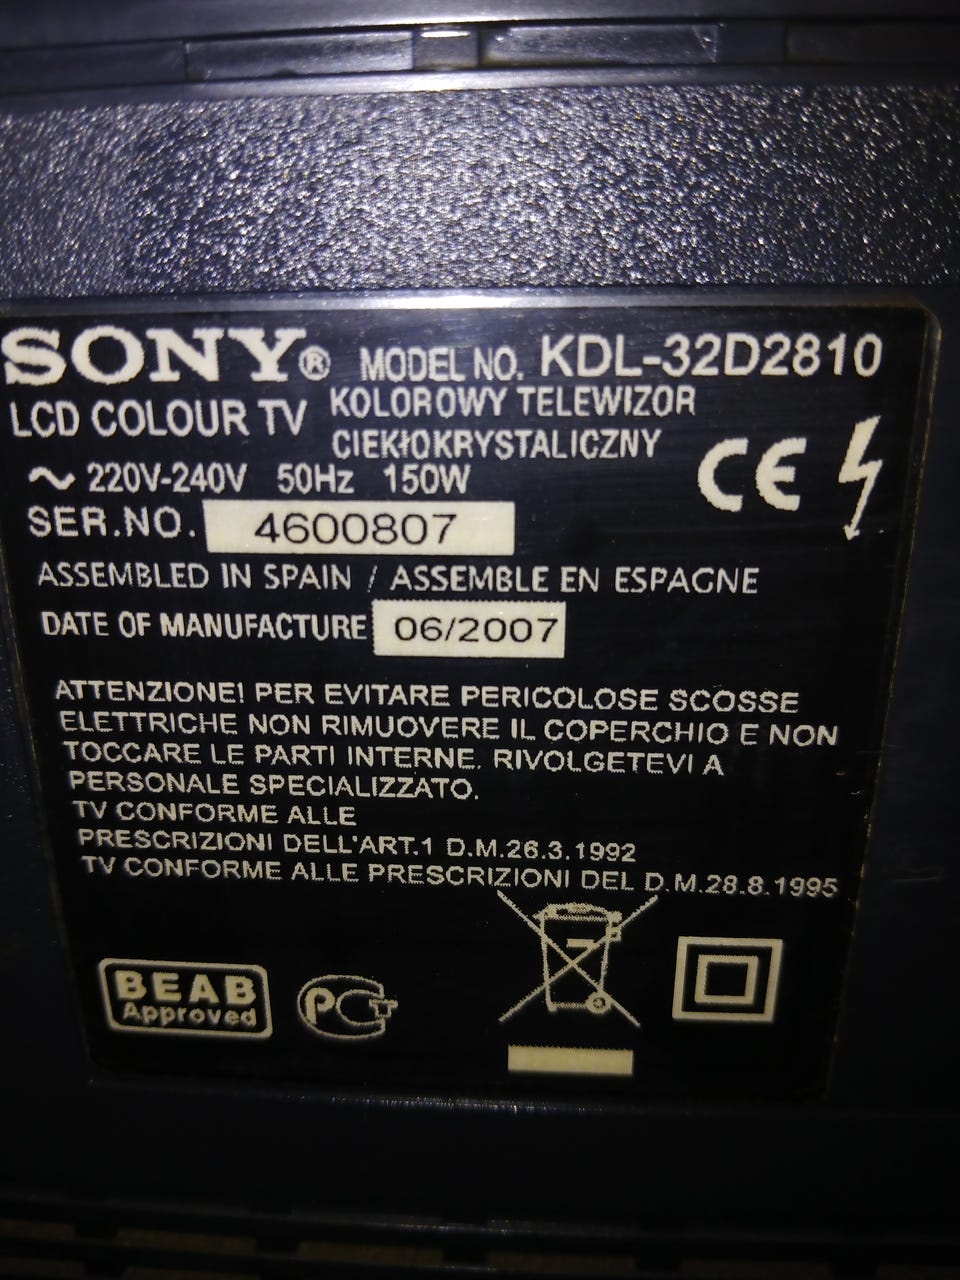 SONY® MODEL NO. KDL-32D2810
LCD COLOUR TV KOLOROWY TELEWIZOR
CIEKŁOKRYSTALICZNY
~ 220V-240V 50Hz 150W
CE
SER.NO. 4600807
ASSEMBLED IN SPAIN / ASSEMBLE EN ESPAGNE
DATE OF MANUFACTURE 06/2007
ATTENZIONE! PER EVITARE PERICOLOSE SCOSSE
ELETTRICHE NON RIMUOVERE IL COPERCHIO E NON
TOCCARE LE PARTI INTERNE. RIVOLGETEVI A
PERSONALE SPECIALIZZATO.
TV CONFORME ALLE
PRESCRIZIONI DELL'ART.1 D.M.26.3.1992
TV CONFORME ALLE PRESCRIZIONI DEL D.M.28.8.1995
BEAB
Approved
PCT